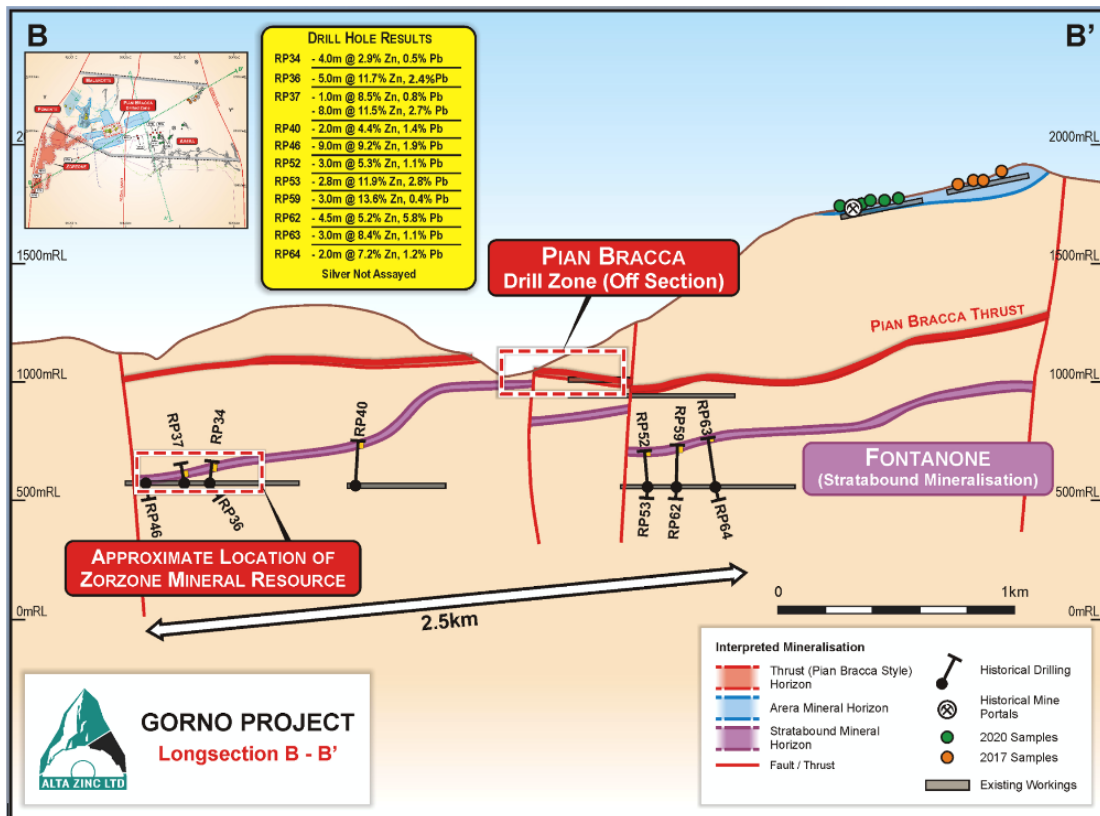 B
B'
DRILL HOLE RESULTS
RP34 - 4.0m @ 2.9% Zn, 0.5% Pb
RP36 - 5.0m @ 11.7% Zn, 2.4%Pb
RP37 - 1.0m @ 8.5% Zn, 0.8% Pb
- 8.0m @ 11.5% Zn, 2.7% Pb
RP40 - 2.0m @ 4.4% Zn, 1.4% Pb
RP46 - 9.0m @ 9.2% Zn, 1.9% Pb
RP52 - 3.0m @ 5.3% Zn, 1.1% Pb
RP53 - 2.8m @ 11.9% Zn, 2.8% Pb
RP59 - 3.0m @ 13.6% Zn, 0.4% Pb
RP62 - 4.5m @ 5.2% Zn, 5.8% Pb
RP63 - 3.0m @ 8.4% Zn, 1.1% Pb
RP64 - 2.0m @ 7.2% Zn, 1.2% Pb
Silver Not Assayed
2000mRL
1500mRL
1500mRL
PIAN BRACCA
DRILL ZONE (OFF SECTION)
PIAN BRACCA THRUST
1000mRL
1000mRL
RP37
RP34
RP40
RP52
RP59
RP63
FONTANONE
(Stratabound Mineralisation)
500mRL
500mRL
RP46
RP36
RP53
RP62
RP64
APPROXIMATE LOCATION OF
ZORZONE MINERAL RESOURCE
2.5km
0mRL
0mRL
0
1km
ALTA ZINC LTD
GORNO PROJECT
Longsection B - B'
Interpreted Mineralisation
Thrust (Pian Bracca Style)
Horizon
Arera Mineral Horizon
Stratabound Mineral
Horizon
Fault / Thrust
Historical Drilling
Historical Mine
Portals
2020 Samples
2017 Samples
Existing Workings